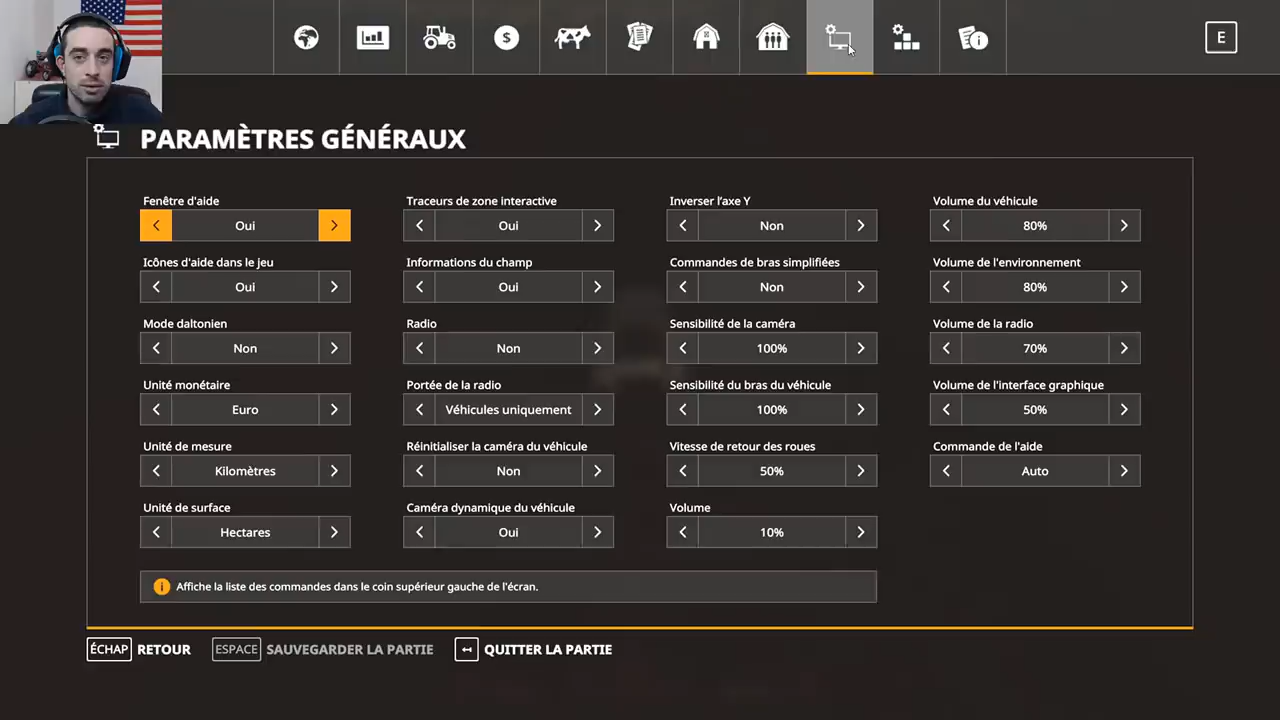 E
PARAMÈTRES GÉNÉRAUX
Fenêtre d'aide
Oui
Icônes d'aide dans le jeu
Oui
Mode daltonien
Non
Unité monétaire
Euro
Unité de mesure
Kilomètres
Unité de surface
Hectares
Traceurs de zone interactive
Oui
Informations du champ
Oui
Radio
Non
Portée de la radio
Véhicules uniquement
Réinitialiser la caméra du véhicule
Non
Caméra dynamique du véhicule
Oui
Inverser l'axe Y
Non
Commandes de bras simplifiées
Non
Sensibilité de la caméra
100%
Sensibilité du bras du véhicule
100%
Vitesse de retour des roues
50%
Volume
10%
Volume du véhicule
80%
Volume de l'environnement
80%
Volume de la radio
70%
Volume de l'interface graphique
50%
Commande de l'aide
Auto
Affiche la liste des commandes dans le coin supérieur gauche de l'écran.
ÉCHAP RETOUR ESPACE SAUVEGARDER LA PARTIE QUITTER LA PARTIE